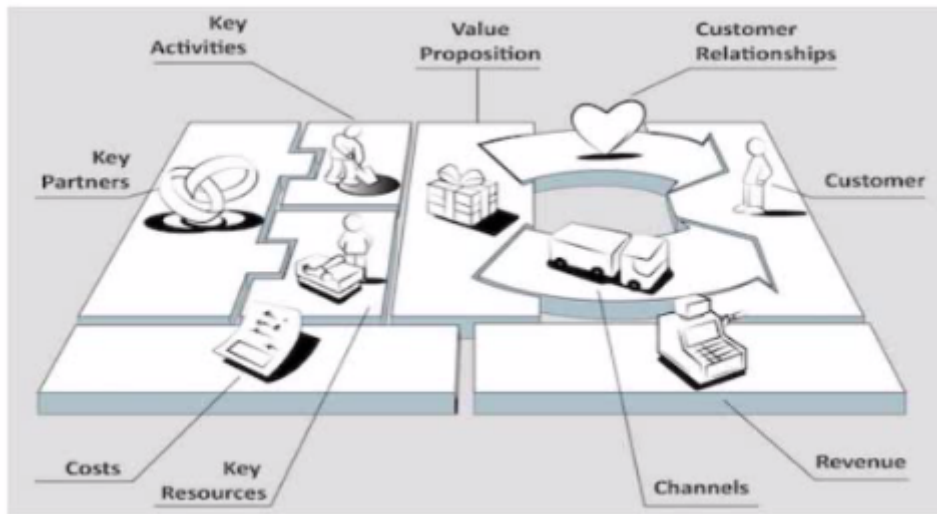 Key
Activities
Value
Proposition
Customer
Relationships
Key
Partners
Customer
Costs
Key
Resources
Channels
Revenue